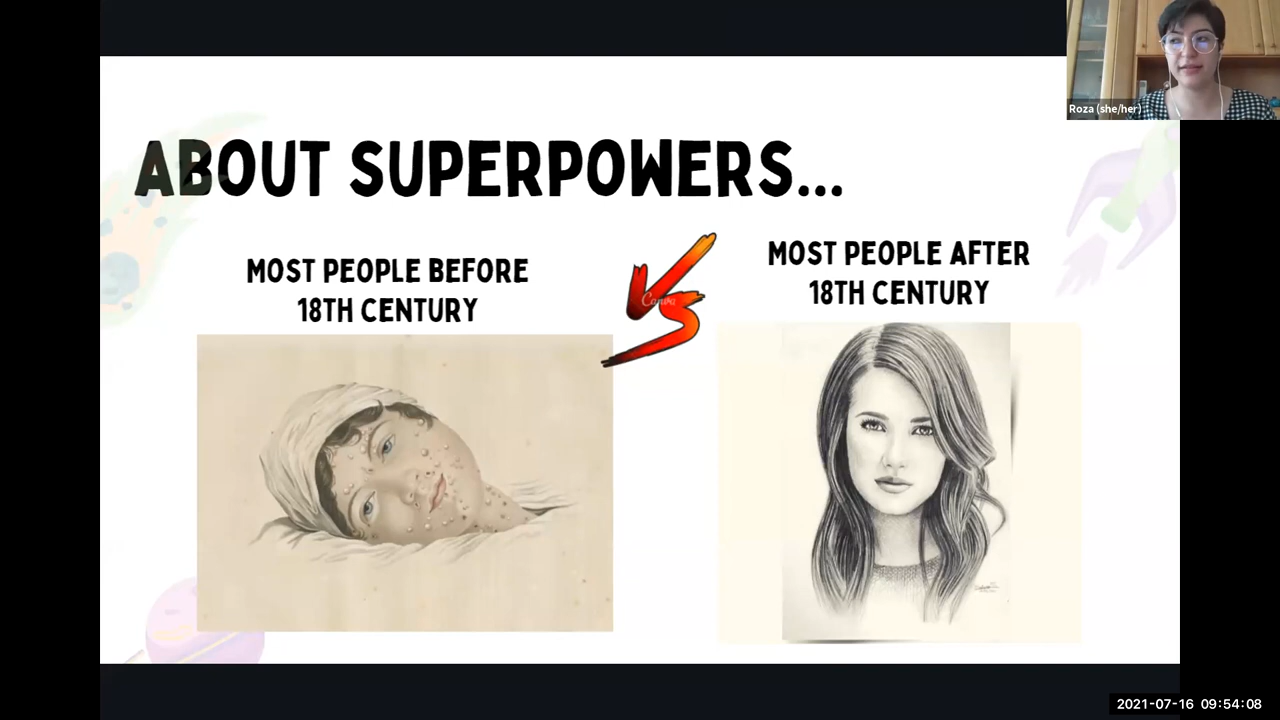 Roza (she/her)
ABOUT SUPERPOWERS...
MOST PEOPLE BEFORE
18TH CENTURY
VS
Canva
MOST PEOPLE AFTER
18TH CENTURY
2021-07-16 09:54:08